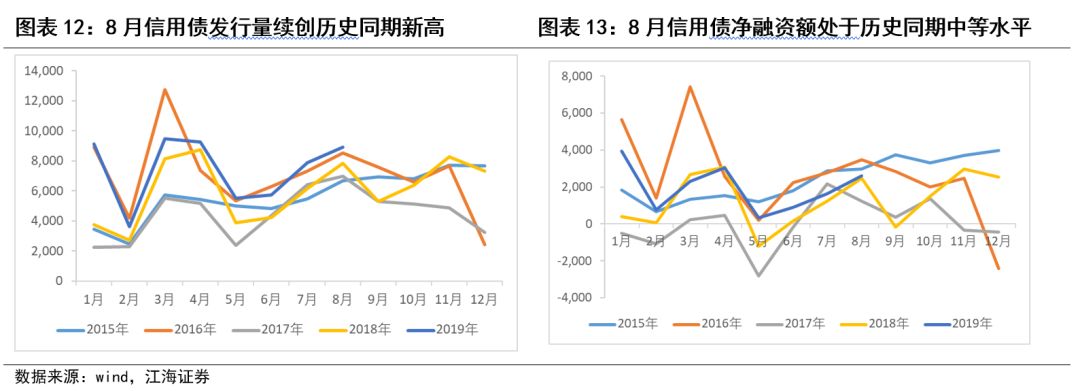 图表 12：8 月信用债发行量续创历史同期新高
14,000
12,000
10,000
8,000
6,000
4,000
2,000
0
1月 2月 3月 4月 5月 6月 7月 8月 9月 10月 11月 12月
2015年 2016年 2017年 2018年 2019年
图表 13：8 月信用债净融资额处于历史同期中等水平
8,000
6,000
4,000
2,000
0
-2,000
-4,000
1月 2月 3月 4月 5月 6月 7月 8月 9月 10月 11月 12月
2015年 2016年 2017年 2018年 2019年
数据来源：wind，江海证券